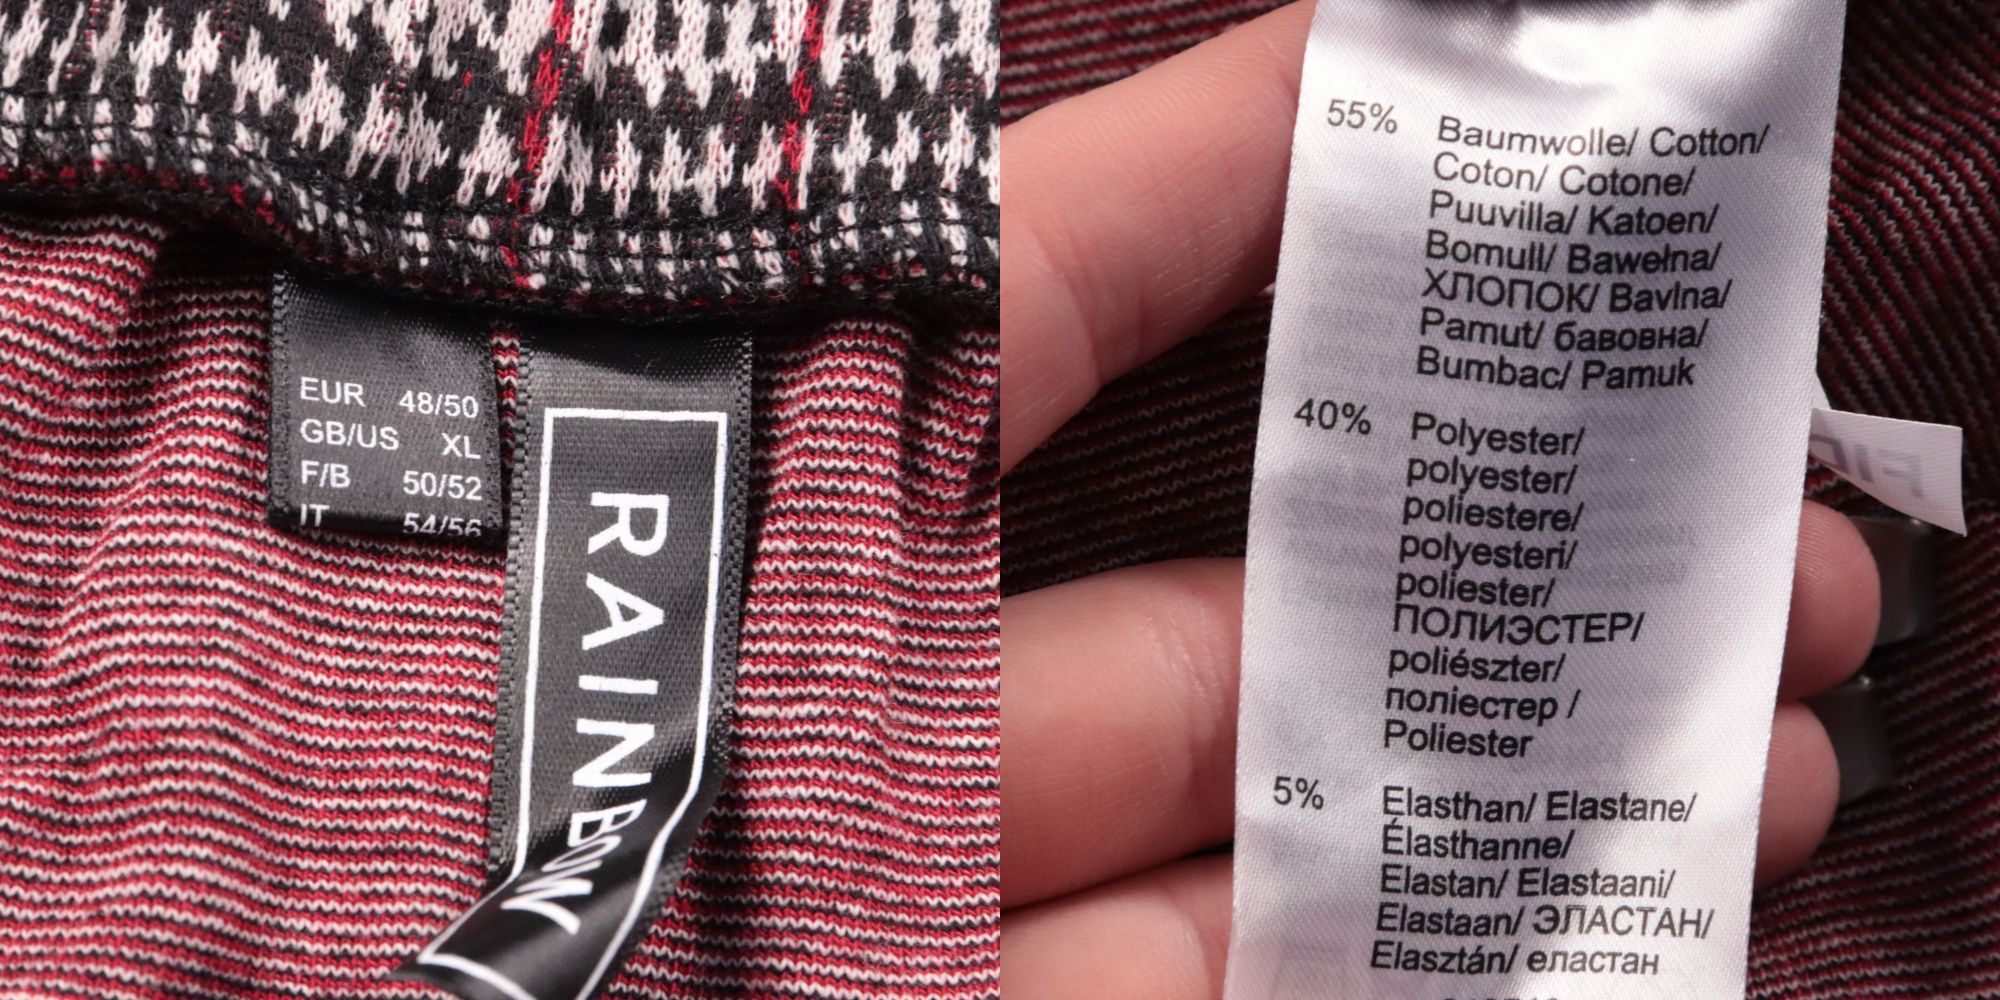 EUR 48/50
GB/US XL
F/B 50/52
IT 54/56
RAINBOW
55% Baumwolle/ Cotton/
Coton/ Cotone/
Puuvilla/ Katoen/
Bomull/ Bawełna/
ХЛОПОК/ Bavlna/
Pamut/ бавовна/
Bumbac/ Pamuk
40% Polyester/
polyester/
poliestere/
polyesteri/
poliester/
ПОЛИЭСТЕР/
poliészter/
поліестер /
Poliester
5% Elasthan/ Elastane/
Élasthanne/
Elastan/ Elastaani/
Elastaan/ ЭЛАСТАН/
Elasztán/ еластан